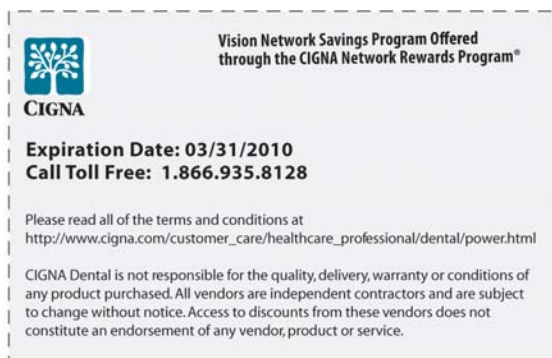 Vision Network Savings Program Offered
through the CIGNA Network Rewards Program®
CIGNA
Expiration Date: 03/31/2010
Call Toll Free: 1.866.935.8128
Please read all of the terms and conditions at
http://www.cigna.com/customer_care/healthcare_professional/dental/power.html
CIGNA Dental is not responsible for the quality, delivery, warranty or conditions of
any product purchased. All vendors are independent contractors and are subject
to change without notice. Access to discounts from these vendors does not
constitute an endorsement of any vendor, product or service.